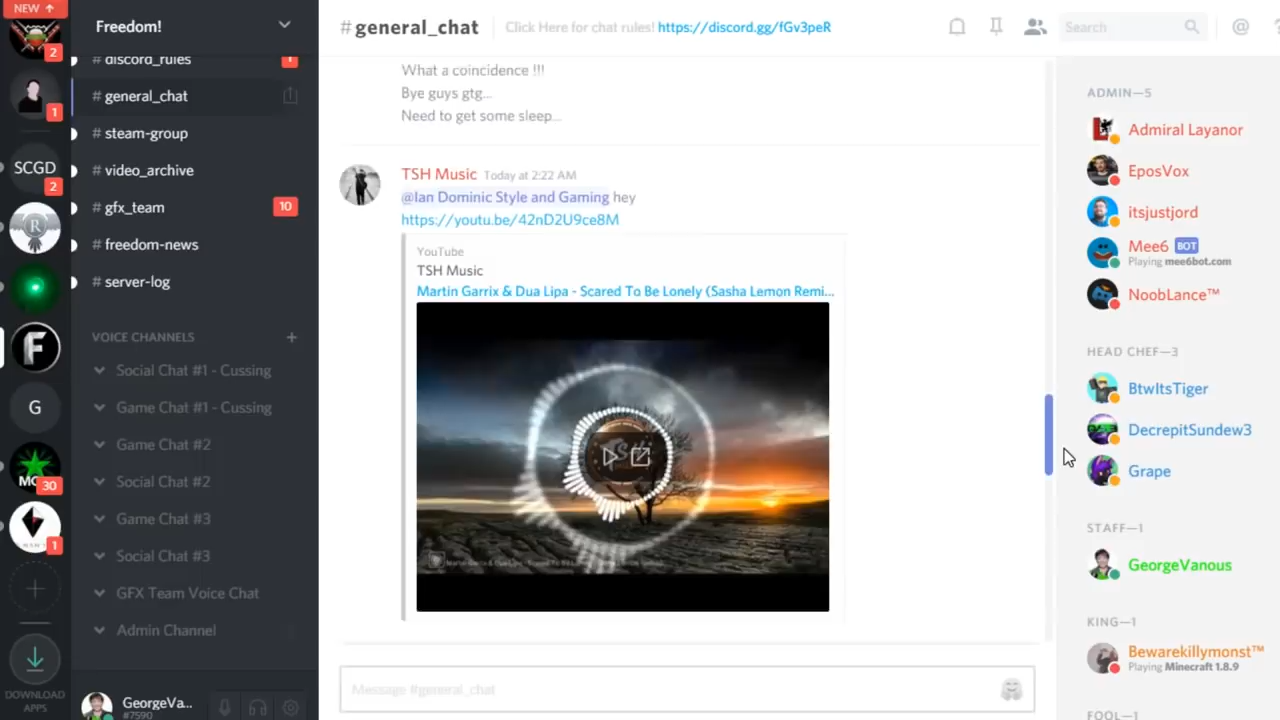 NEW ↑
2
1
SCGD
2
R
F
G
MC
30
1
DOWNLOAD
APPS
Freedom!
# discord_rules
1
# general_chat
# steam-group
# video_archive
# gfx_team
10
# freedom-news
# server-log
VOICE CHANNELS
Social Chat #1 - Cussing
Game Chat #1 - Cussing
Game Chat #2
Social Chat #2
Game Chat #3
Social Chat #3
GFX Team Voice Chat
Admin Channel
GeorgeVa...
#7590
#general_chat
Click Here for chat rules! https://discord.gg/fGv3peR
Search
What a coincidence !!!
Bye guys gtg...
Need to get some sleep...
TSH Music Today at 2:22 AM
@Ian Dominic Style and Gaming hey
https://youtu.be/42nD2U9ce8M
YouTube
TSH Music
Martin Garrix & Dua Lipa - Scared To Be Lonely (Sasha Lemon Remi...
Message #general_chat
ADMIN—5
Admiral Layanor
EposVox
itsjustjord
Mee6 BOT
Playing mee6bot.com
NoobLance™
HEAD CHEF—3
BtwItsTiger
DecrepitSundew3
Grape
STAFF—1
GeorgeVanous
KING—1
Bewarekillymonst™
Playing Minecraft 1.8.9
FOOL—1